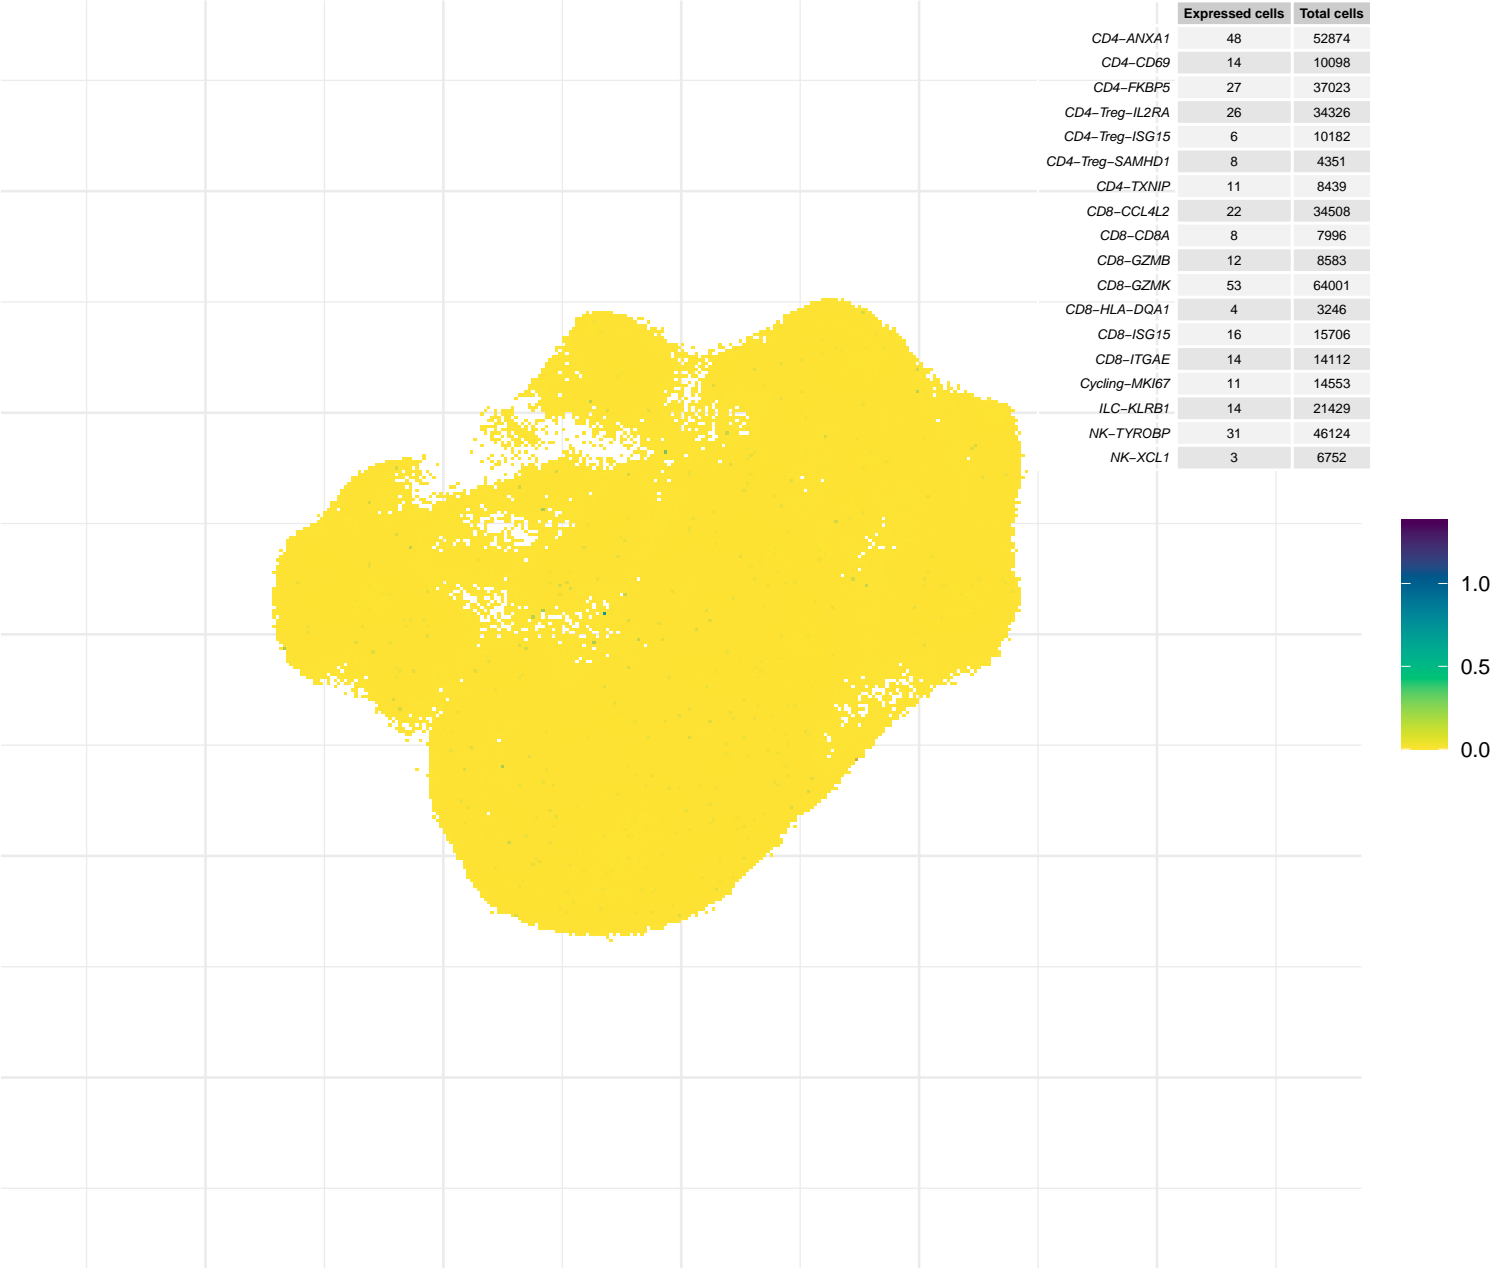 Expressed cells Total cells
CD4−ANXA1 48 52874
CD4−CD69 14 10098
CD4−FKBP5 27 37023
CD4−Treg−IL2RA 26 34326
CD4−Treg−ISG15 6 10182
CD4−Treg−SAMHD1 8 4351
CD4−TXNIP 11 8439
CD8−CCL4L2 22 34508
CD8−CD8A 8 7996
CD8−GZMB 12 8583
CD8−GZMK 53 64001
CD8−HLA−DQA1 4 3246
CD8−ISG15 16 15706
CD8−ITGAE 14 14112
Cycling−MKI67 11 14553
ILC−KLRB1 14 21429
NK−TYROBP 31 46124
NK−XCL1 3 6752
1.0
0.5
0.0